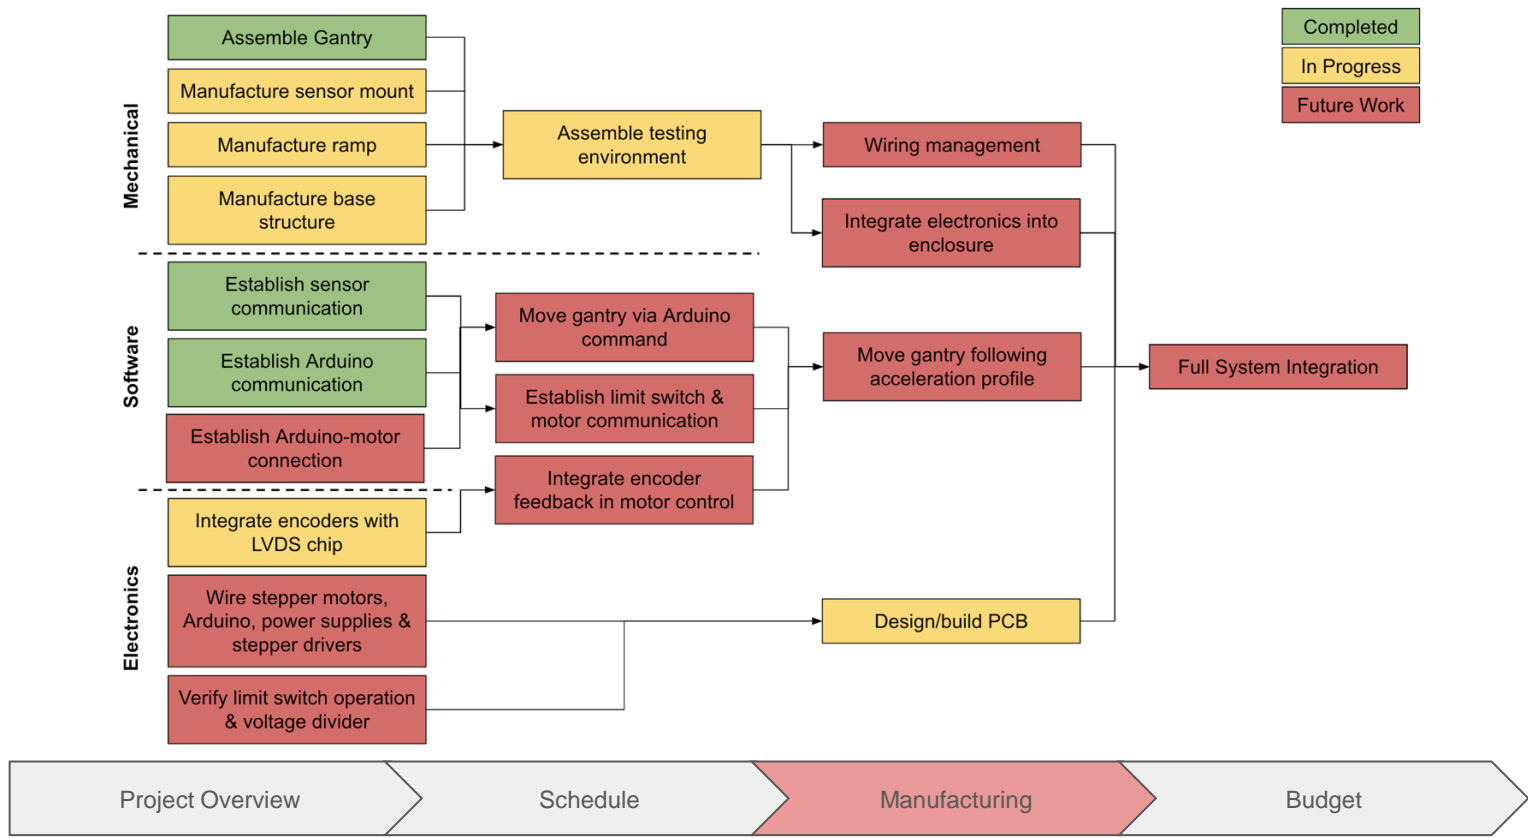 Completed
In Progress
Future Work
Mechanical
Assemble Gantry
Manufacture sensor mount
Manufacture ramp
Manufacture base
structure
Assemble testing
environment
Wiring management
Integrate electronics into
enclosure
Software
Establish sensor
communication
Establish Arduino
communication
Establish Arduino-motor
connection
Move gantry via Arduino
command
Establish limit switch &
motor communication
Integrate encoder
feedback in motor control
Move gantry following
acceleration profile
Full System Integration
Electronics
Integrate encoders with
LVDS chip
Wire stepper motors,
Arduino, power supplies &
stepper drivers
Verify limit switch operation
& voltage divider
Design/build PCB
Project Overview
Schedule
Manufacturing
Budget